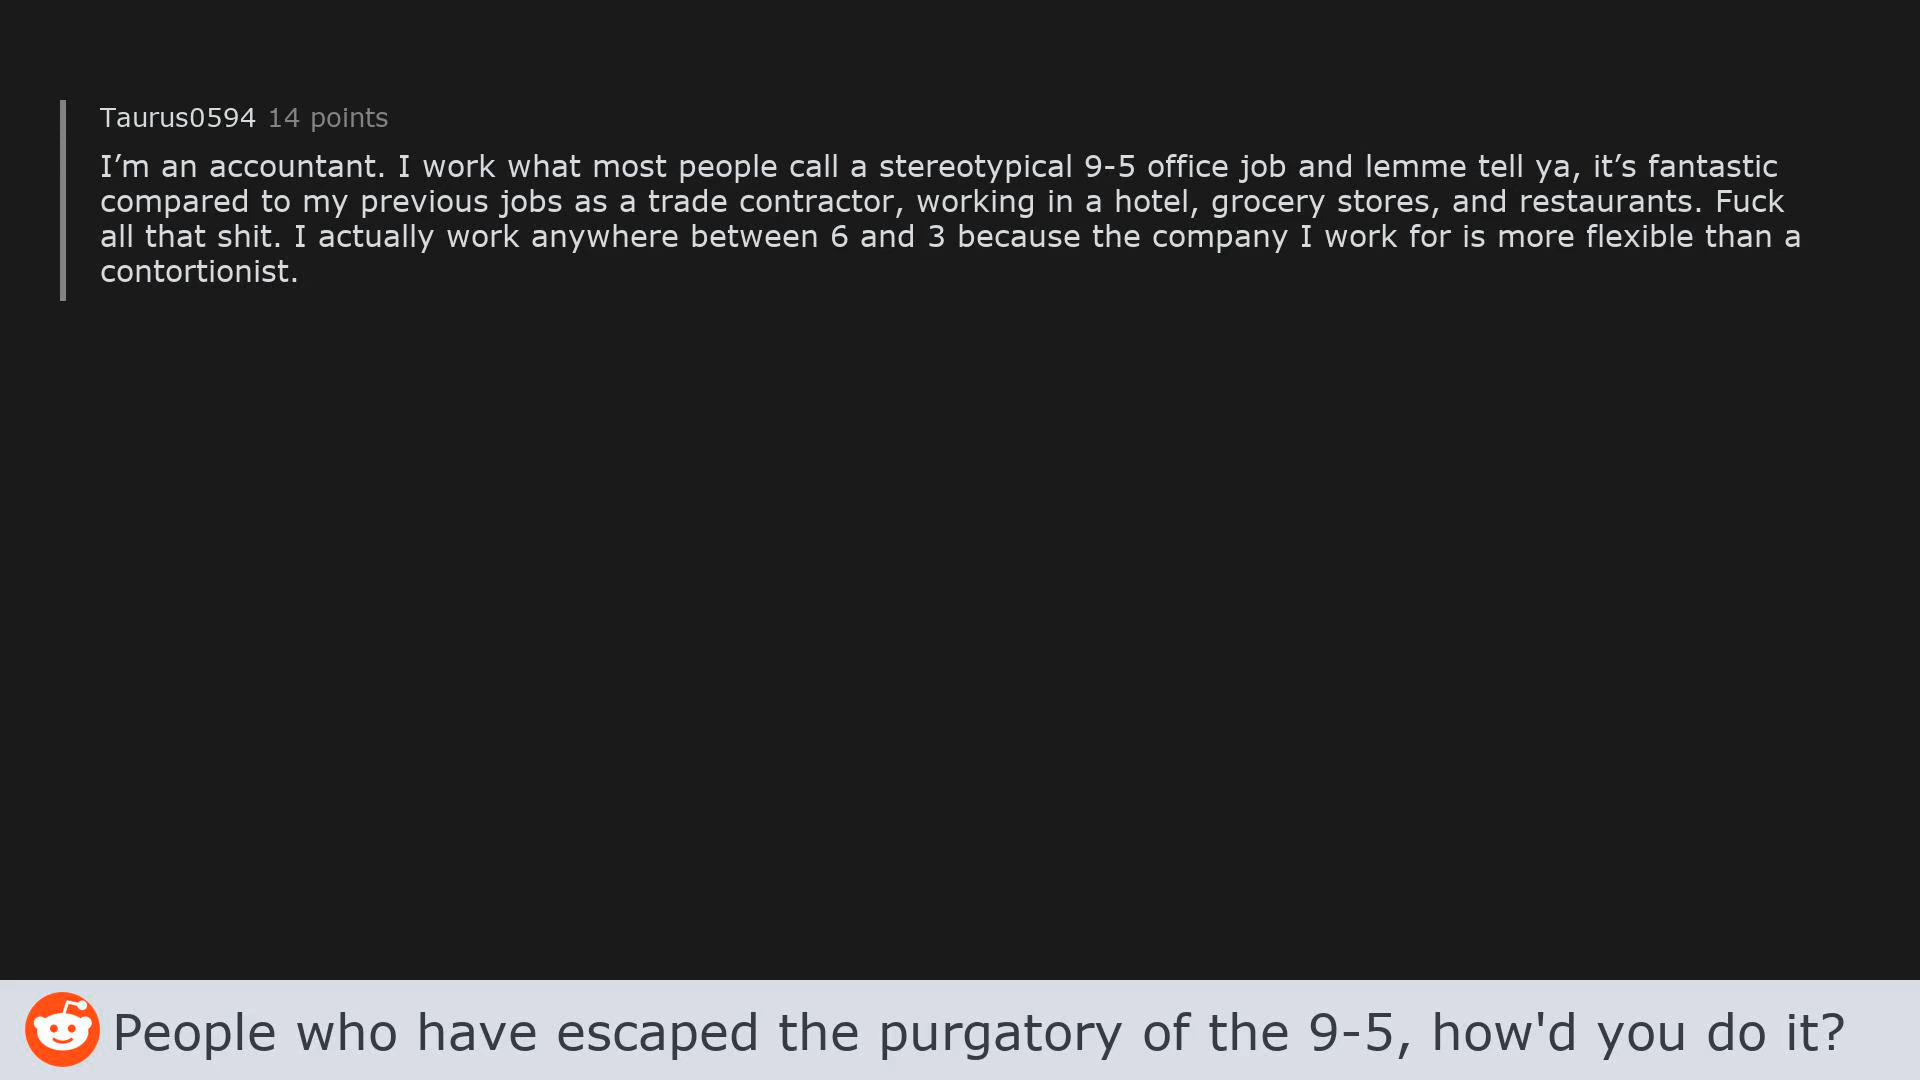 Taurus0594 14 points
I’m an accountant. I work what most people call a stereotypical 9-5 office job and lemme tell ya, it’s fantastic
compared to my previous jobs as a trade contractor, working in a hotel, grocery stores, and restaurants. Fuck
all that shit. I actually work anywhere between 6 and 3 because the company I work for is more flexible than a
contortionist.
People who have escaped the purgatory of the 9-5, how'd you do it?